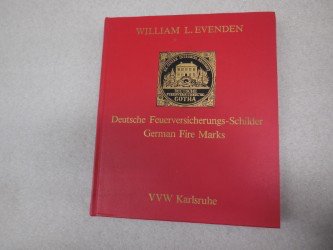 WILLIAM L. EVENDEN
GOTHA
Deutsche Feuerversicherungs-Schilder
German Fire Marks
VVW Karlsruhe